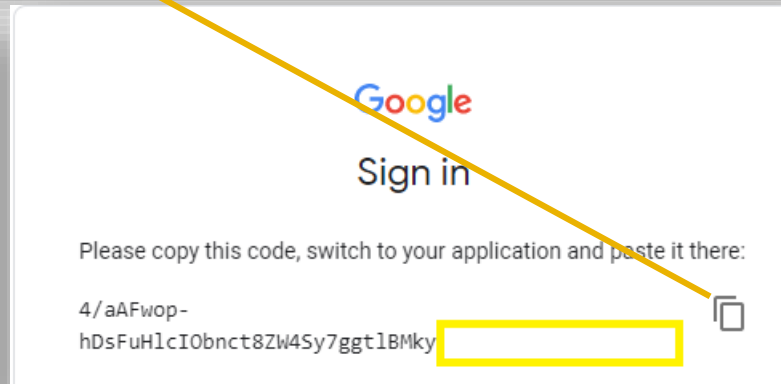 Google
Sign in
Please copy this code, switch to your application and paste it there:
4/aAFwop-
hDsFuHlcIObnct8ZW4Sy7ggtlBMky